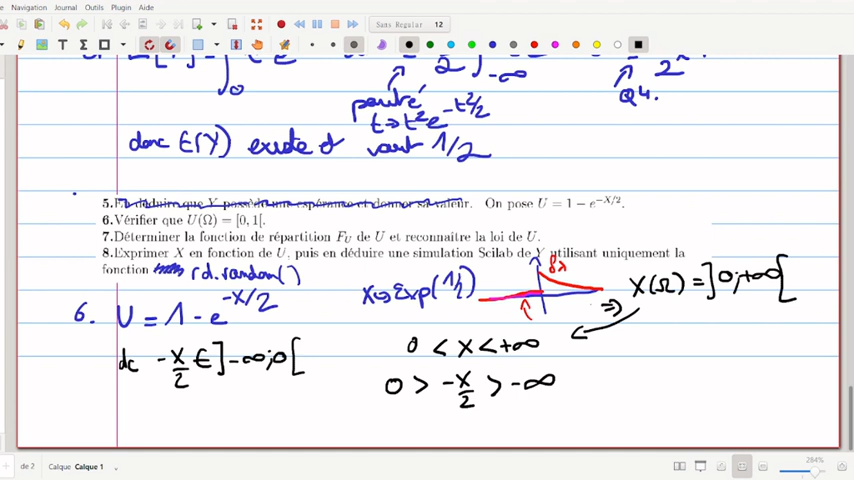 Navigation Journal Outils Plugin Aide
Sans Regular 12
parité
t → t² e^{-t²/2}
Q4.
donc E(Y) existe et vaut 1/2
5. En déduire que Y possède une espérance et donner sa valeur. On pose U = 1 − e^{−X/2}.
6. Vérifier que U(Ω) = [0, 1[.
7. Déterminer la fonction de répartition F_U de U et reconnaître la loi de U.
8. Exprimer X en fonction de U, puis en déduire une simulation Scilab de Y utilisant uniquement la
fonction rd.random()
6. U = 1 - e^{-X/2}
X ↪ Exp(1/2)
⇒ X(Ω) = ]0;+∞[
dc -X/2 ∈ ]-∞;0[
0 < X < +∞
0 > -X/2 > -∞
de 2 Calque Calque 1 284%